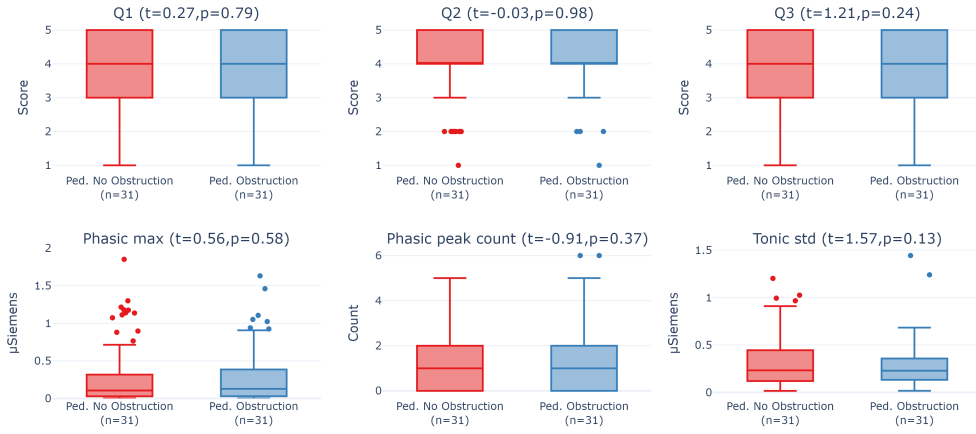 Q1 (t=0.27,p=0.79)
Q2 (t=-0.03,p=0.98)
Q3 (t=1.21,p=0.24)
5
4
3
2
1
Score
5
4
3
2
1
Score
5
4
3
2
1
Score
Ped. No Obstruction
(n=31)
Ped. Obstruction
(n=31)
Ped. No Obstruction
(n=31)
Ped. Obstruction
(n=31)
Ped. No Obstruction
(n=31)
Ped. Obstruction
(n=31)
Phasic max (t=0.56,p=0.58)
Phasic peak count (t=-0.91,p=0.37)
Tonic std (t=1.57,p=0.13)
2
1.5
1
0.5
0
μSiemens
6
4
2
0
Count
1.5
1
0.5
0
μSiemens
Ped. No Obstruction
(n=31)
Ped. Obstruction
(n=31)
Ped. No Obstruction
(n=31)
Ped. Obstruction
(n=31)
Ped. No Obstruction
(n=31)
Ped. Obstruction
(n=31)